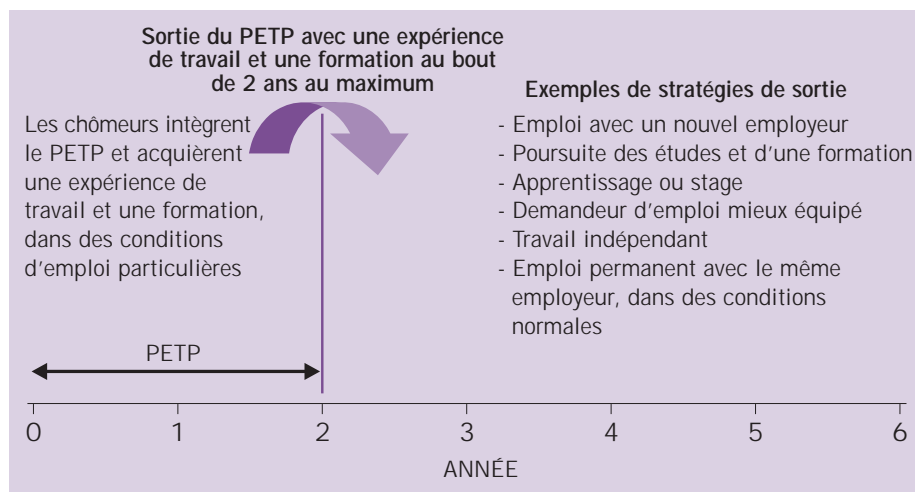 Sortie du PETP avec une expérience
de travail et une formation au bout
de 2 ans au maximum
Les chômeurs intègrent
le PETP et acquièrent
une expérience de
travail et une formation,
dans des conditions
d'emploi particulières
Exemples de stratégies de sortie
- Emploi avec un nouvel employeur
- Poursuite des études et d'une formation
- Apprentissage ou stage
- Demandeur d'emploi mieux équipé
- Travail indépendant
- Emploi permanent avec le même
employeur, dans des conditions
normales
PETP
0 1 2 3 4 5 6
ANNÉE